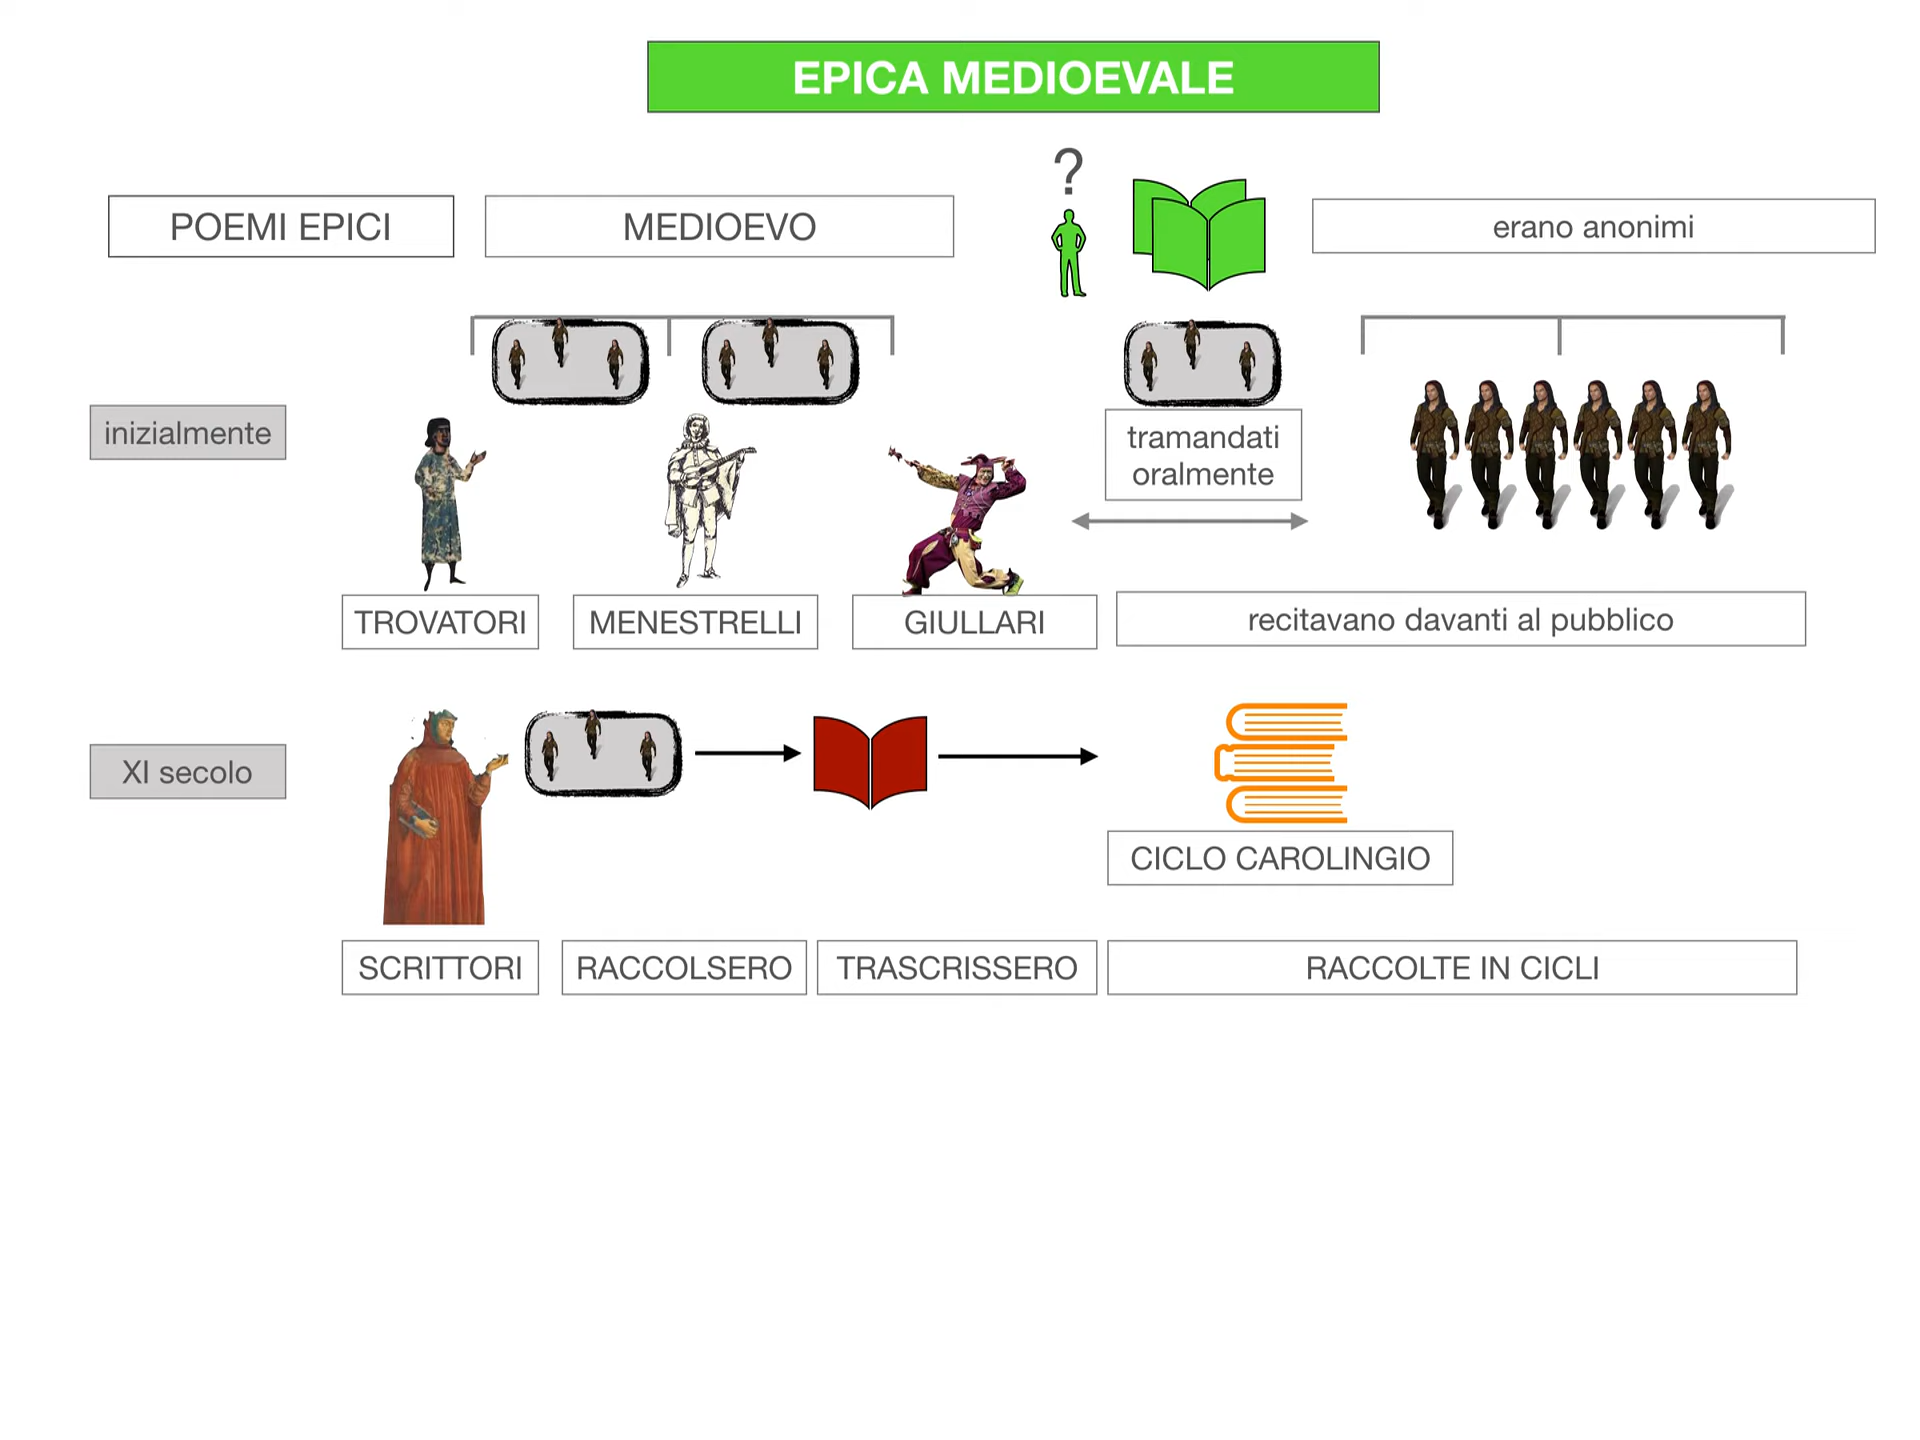 EPICA MEDIOEVALE
?
POEMI EPICI
MEDIOEVO
erano anonimi
inizialmente
tramandati
oralmente
TROVATORI
MENESTRELLI
GIULLARI
recitavano davanti al pubblico
XI secolo
CICLO CAROLINGIO
SCRITTORI
RACCOLSERO
TRASCRISSERO
RACCOLTE IN CICLI